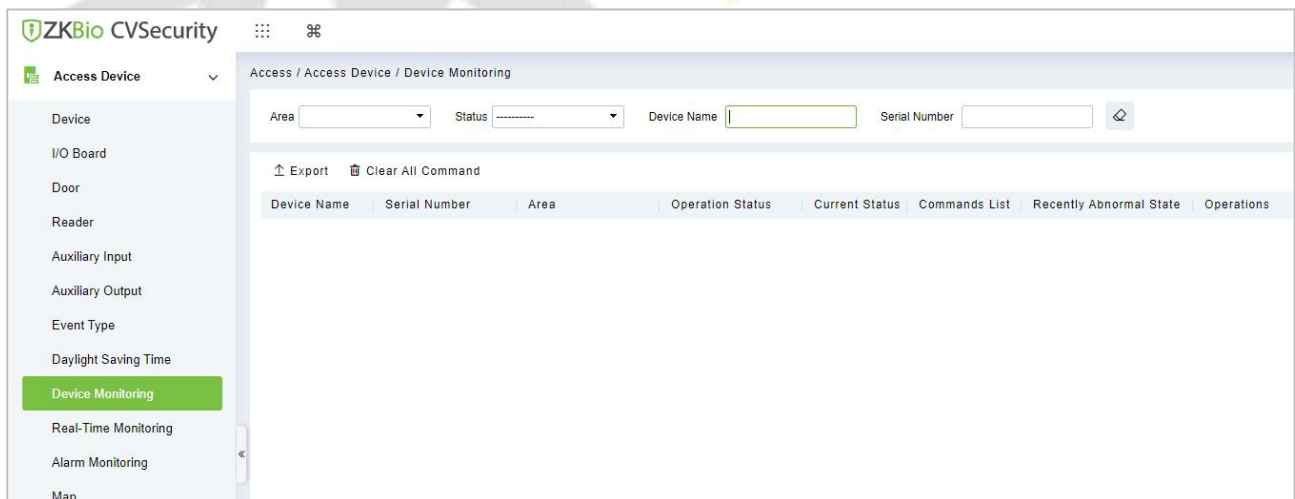 ZKBio CVSecurity
Access Device
Access / Access Device / Device Monitoring
Device
Area Status ---------- Device Name Serial Number
I/O Board
Export Clear All Command
Door
Device Name Serial Number Area Operation Status Current Status Commands List Recently Abnormal State Operations
Reader
Auxiliary Input
Auxiliary Output
Event Type
Daylight Saving Time
Device Monitoring
Real-Time Monitoring
Alarm Monitoring
Map